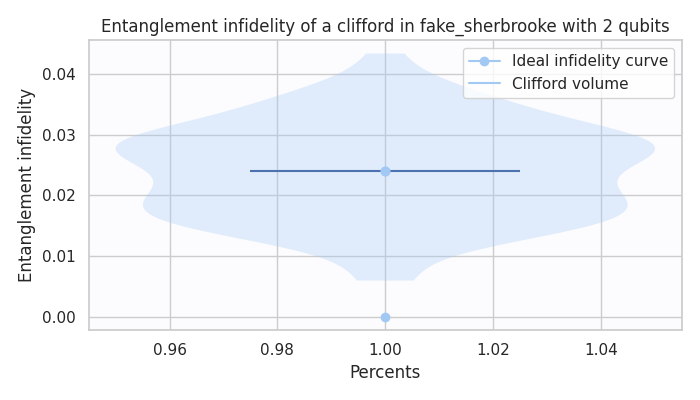 Entanglement infidelity of a clifford in fake_sherbrooke with 2 qubits
Ideal infidelity curve
Clifford volume
Entanglement infidelity
0.04
0.03
0.02
0.01
0.00
0.96
0.98
1.00
1.02
1.04
Percents